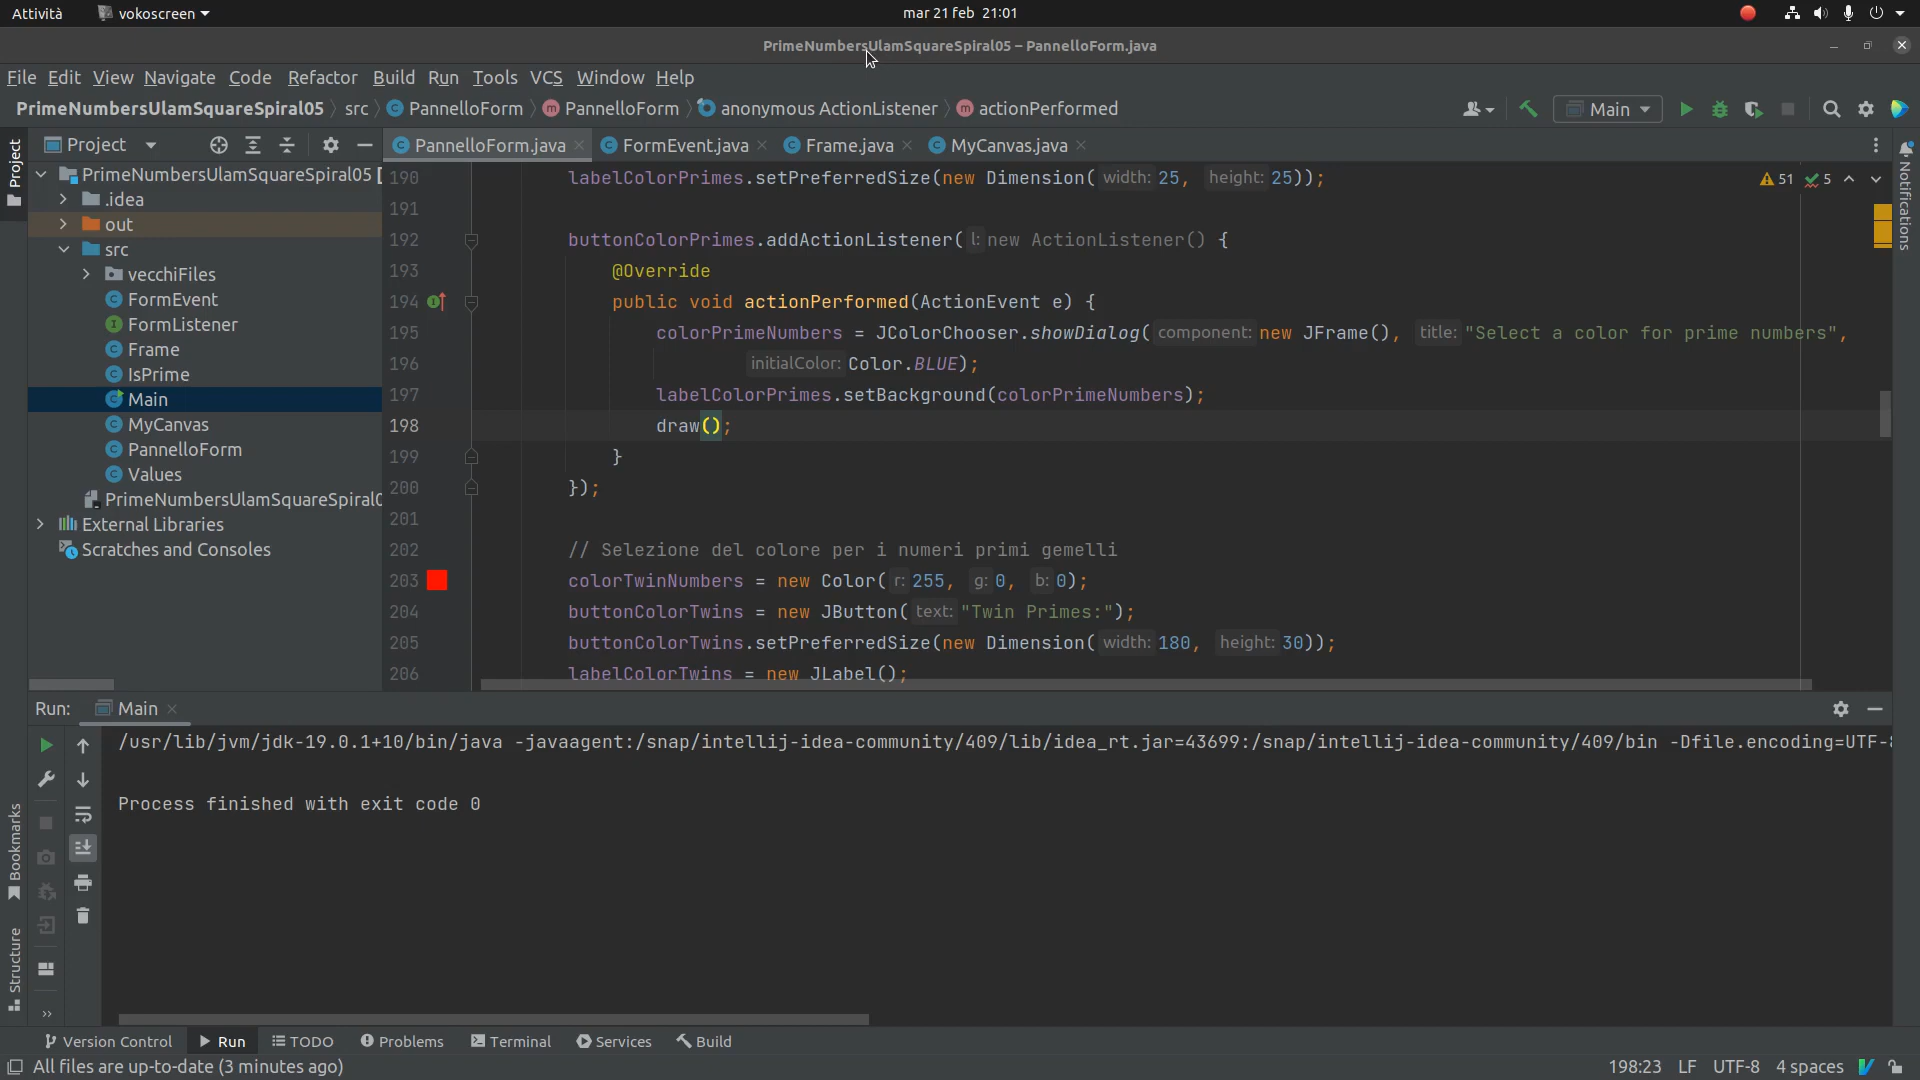 Attività vokoscreen mar 21 feb 21:01
PrimeNumbersUlamSquareSpiral05 – PannelloForm.java
File Edit View Navigate Code Refactor Build Run Tools VCS Window Help
PrimeNumbersUlamSquareSpiral05 src PannelloForm PannelloForm anonymous ActionListener actionPerformed Main
Project
PannelloForm.java FormEvent.java Frame.java MyCanvas.java
PrimeNumbersUlamSquareSpiral05 [
.idea
out
src
vecchiFiles
FormEvent
FormListener
Frame
IsPrime
Main
MyCanvas
PannelloForm
Values
PrimeNumbersUlamSquareSpiral0
External Libraries
Scratches and Consoles
190 labelColorPrimes.setPreferredSize(new Dimension( width: 25, height: 25));
51 5
191
192 buttonColorPrimes.addActionListener( l: new ActionListener() {
193 @Override
194 public void actionPerformed(ActionEvent e) {
195 colorPrimeNumbers = JColorChooser.showDialog( component: new JFrame(), title: "Select a color for prime numbers",
196 initialColor: Color.BLUE);
197 labelColorPrimes.setBackground(colorPrimeNumbers);
198 draw();
199 }
200 });
201
202 // Selezione del colore per i numeri primi gemelli
203 colorTwinNumbers = new Color( r: 255, g: 0, b: 0);
204 buttonColorTwins = new JButton( text: "Twin Primes:");
205 buttonColorTwins.setPreferredSize(new Dimension( width: 180, height: 30));
206 labelColorTwins = new JLabel();
Project
Bookmarks
Structure
Notifications
Run: Main
/usr/lib/jvm/jdk-19.0.1+10/bin/java -javaagent:/snap/intellij-idea-community/409/lib/idea_rt.jar=43699:/snap/intellij-idea-community/409/bin -Dfile.encoding=UTF-8
Process finished with exit code 0
Version Control Run TODO Problems Terminal Services Build
All files are up-to-date (3 minutes ago) 198:23 LF UTF-8 4 spaces